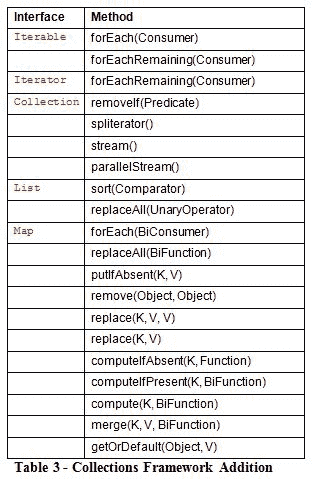 Interface Method
Iterable forEach(Consumer)
forEachRemaining(Consumer)
Iterator forEachRemaining(Consumer)
Collection removeIf(Predicate)
spliterator()
stream()
parallelStream()
List sort(Comparator)
replaceAll(UnaryOperator)
Map forEach(BiConsumer)
replaceAll(BiFunction)
putIfAbsent(K, V)
remove(Object, Object)
replace(K, V, V)
replace(K, V)
computeIfAbsent(K, Function)
computeIfPresent(K, BiFunction)
compute(K, BiFunction)
merge(K, V, BiFunction)
getOrDefault(Object, V)
Table 3 - Collections Framework Addition